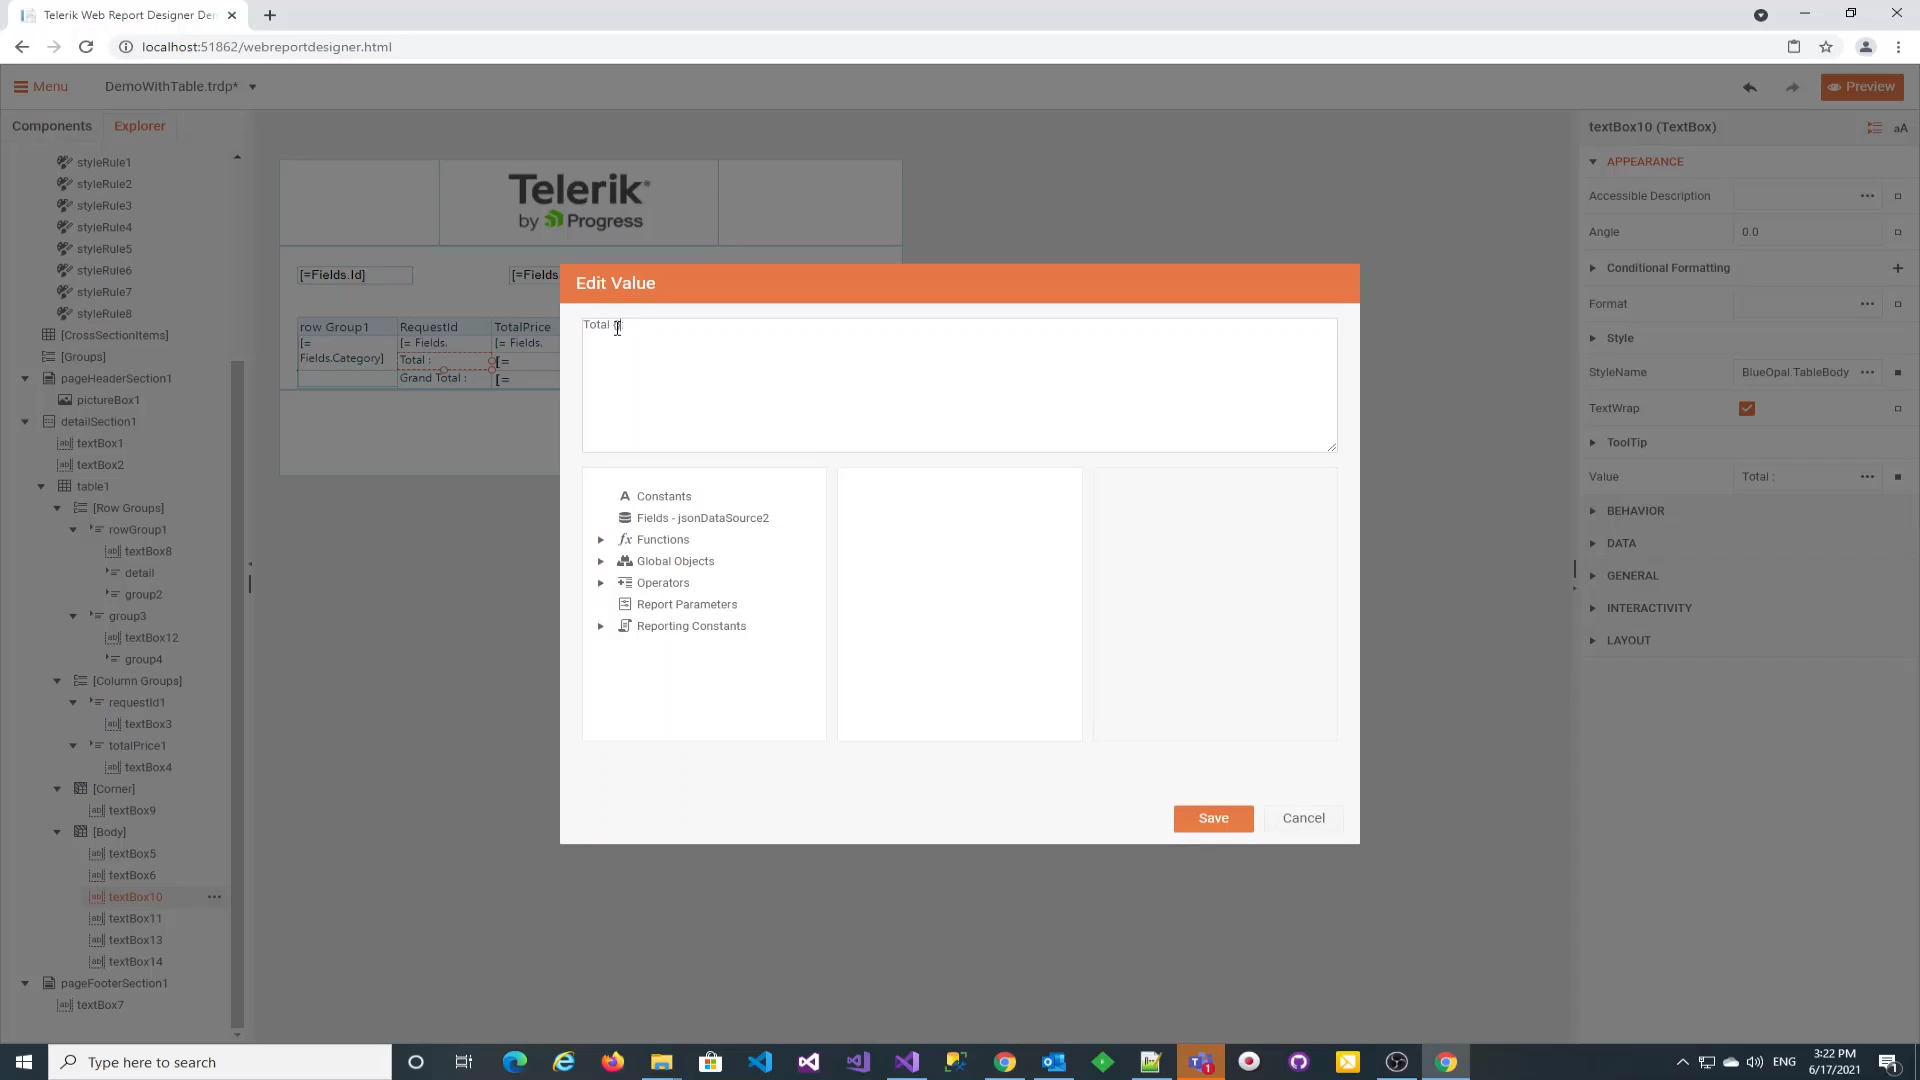 Telerik Web Report Designer Der
localhost:51862/webreportdesigner.html
Menu
DemoWithTable.trdp*
Preview
Components
Explorer
styleRule1
styleRule2
styleRule3
styleRule4
styleRule5
styleRule6
styleRule7
styleRule8
[CrossSectionItems]
[Groups]
pageHeaderSection1
pictureBox1
detailSection1
textBox1
textBox2
table1
[Row Groups]
rowGroup1
textBox8
detail
group2
group3
textBox12
group4
[Column Groups]
requestId1
textBox3
totalPrice1
textBox4
[Corner]
textBox9
[Body]
textBox5
textBox6
textBox10
textBox11
textBox13
textBox14
pageFooterSection1
textBox7
Telerik
by Progress
[=Fields.Id]
[=Fields
row Group1
RequestId
TotalPrice
[=
Fields.Category]
[= Fields.
[= Fields.
Total :
[=
Grand Total :
[=
Edit Value
Total
Constants
Fields - jsonDataSource2
fx Functions
Global Objects
Operators
Report Parameters
Reporting Constants
Save
Cancel
textBox10 (TextBox)
aA
APPEARANCE
Accessible Description
Angle
0.0
Conditional Formatting
Format
Style
StyleName
BlueOpal.TableBody
TextWrap
ToolTip
Value
Total :
BEHAVIOR
DATA
GENERAL
INTERACTIVITY
LAYOUT
Type here to search
ENG
3:22 PM
6/17/2021